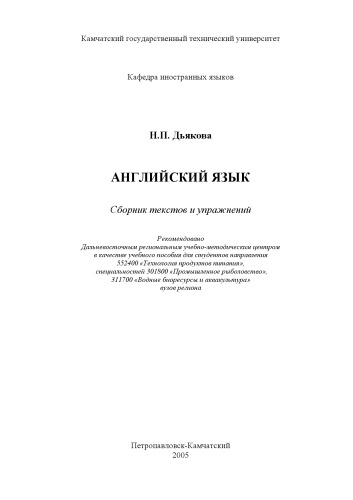 Камчатский государственный технический университет
Кафедра иностранных языков
Н.П. Дьякова
АНГЛИЙСКИЙ ЯЗЫК
Сборник текстов и упражнений
Рекомендовано
Дальневосточным региональным учебно-методическим центром
в качестве учебного пособия для студентов направления
552400 «Технология продуктов питания»,
специальностей 301800 «Промышленное рыболовство»,
311700 «Водные биоресурсы и аквакультура»
вузов региона
Петропавловск-Камчатский
2005